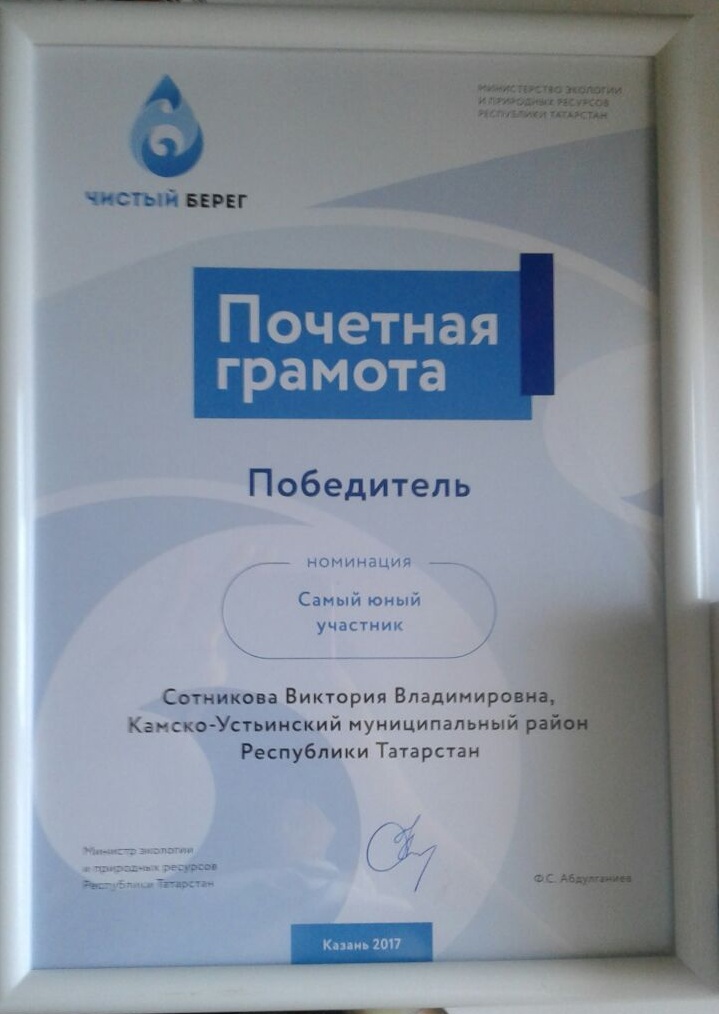 МИНИСТЕРСТВО ЭКОЛОГИИ
И ПРИРОДНЫХ РЕСУРСОВ
РЕСПУБЛИКИ ТАТАРСТАН
ЧИСТЫЙ БЕРЕГ
Почетная
грамота
Победитель
номинация
Самый юный
участник
Сотникова Виктория Владимировна,
Камско-Устьинский муниципальный район
Республики Татарстан
Министр экологии
и природных ресурсов
Республики Татарстан
Ф.С. Абдулганиев
Казань 2017